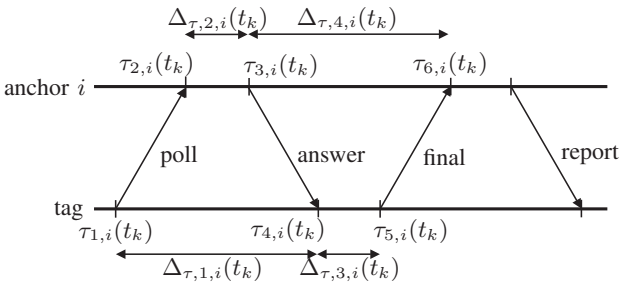 Δτ,2,i(tk) Δτ,4,i(tk)
τ2,i(tk) τ3,i(tk) τ6,i(tk)
anchor i
poll answer final report
tag
τ1,i(tk) τ4,i(tk) τ5,i(tk)
Δτ,1,i(tk) Δτ,3,i(tk)